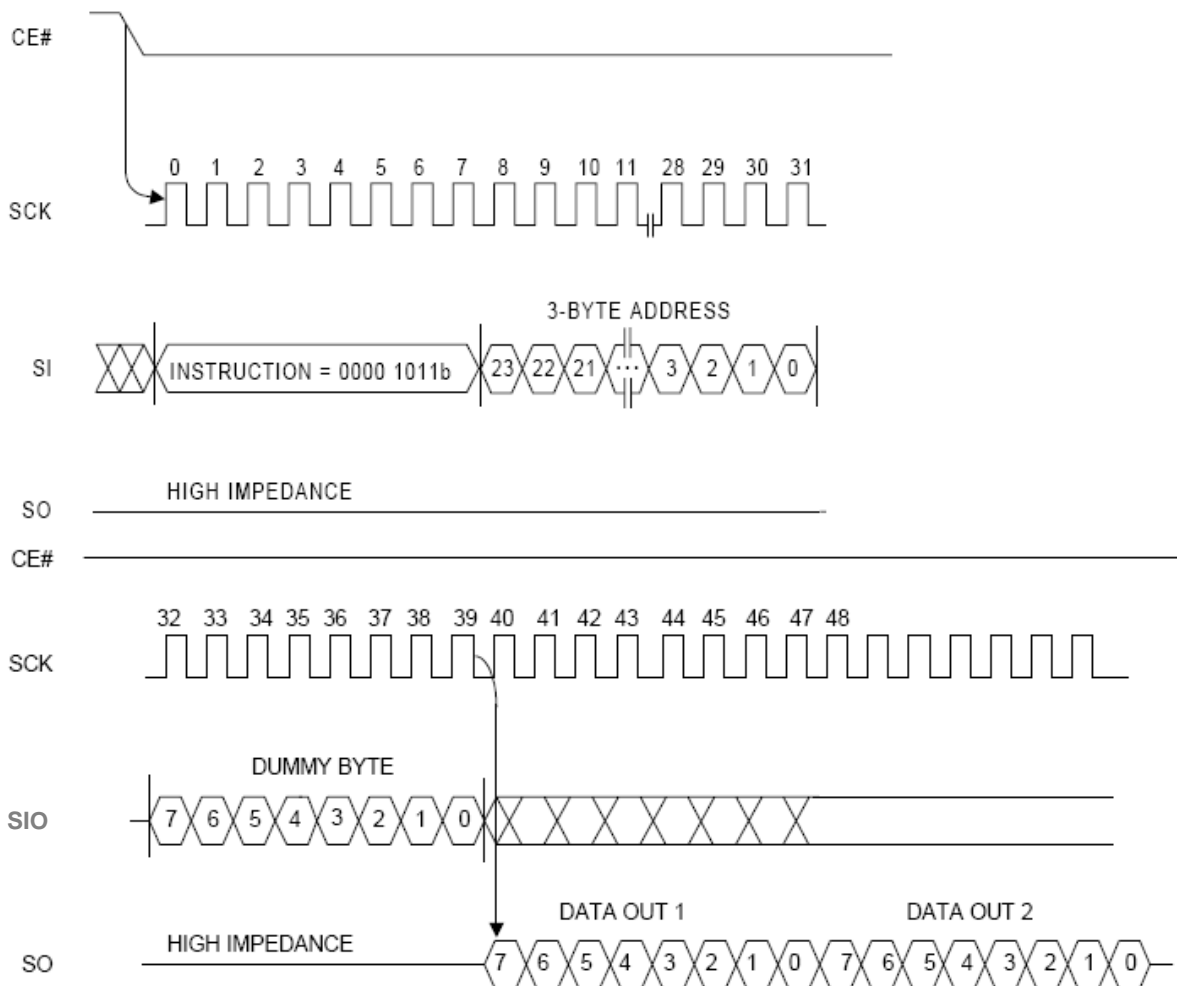 CE#
0 1 2 3 4 5 6 7 8 9 10 11 28 29 30 31
SCK
3-BYTE ADDRESS
SI INSTRUCTION = 0000 1011b 23 22 21 ... 3 2 1 0
HIGH IMPEDANCE
SO
CE#
32 33 34 35 36 37 38 39 40 41 42 43 44 45 46 47 48
SCK
DUMMY BYTE
SIO 7 6 5 4 3 2 1 0
DATA OUT 1 DATA OUT 2
HIGH IMPEDANCE
SO 7 6 5 4 3 2 1 0 7 6 5 4 3 2 1 0